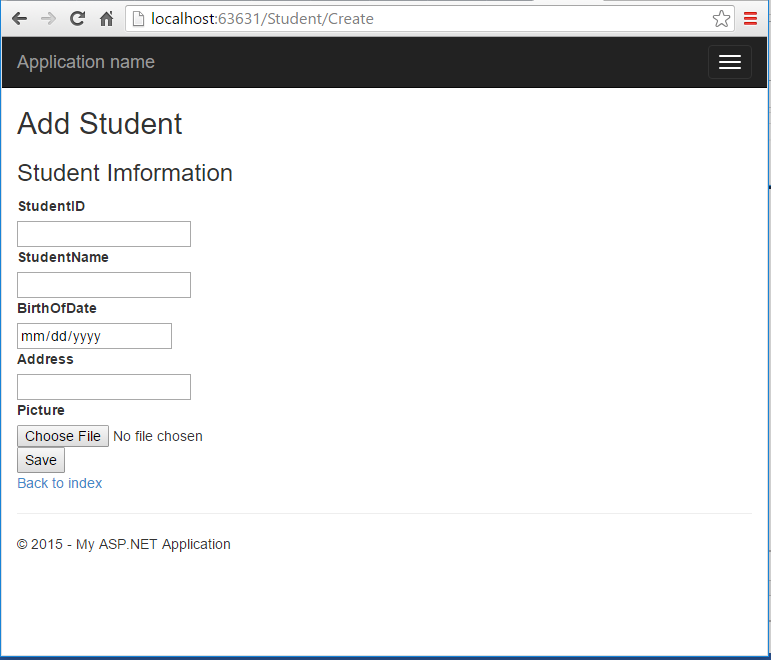 localhost:63631/Student/Create
Application name
Add Student
Student Imformation
StudentID
StudentName
BirthOfDate
mm/dd/yyyy
Address
Picture
Choose File No file chosen
Save
Back to index
© 2015 - My ASP.NET Application